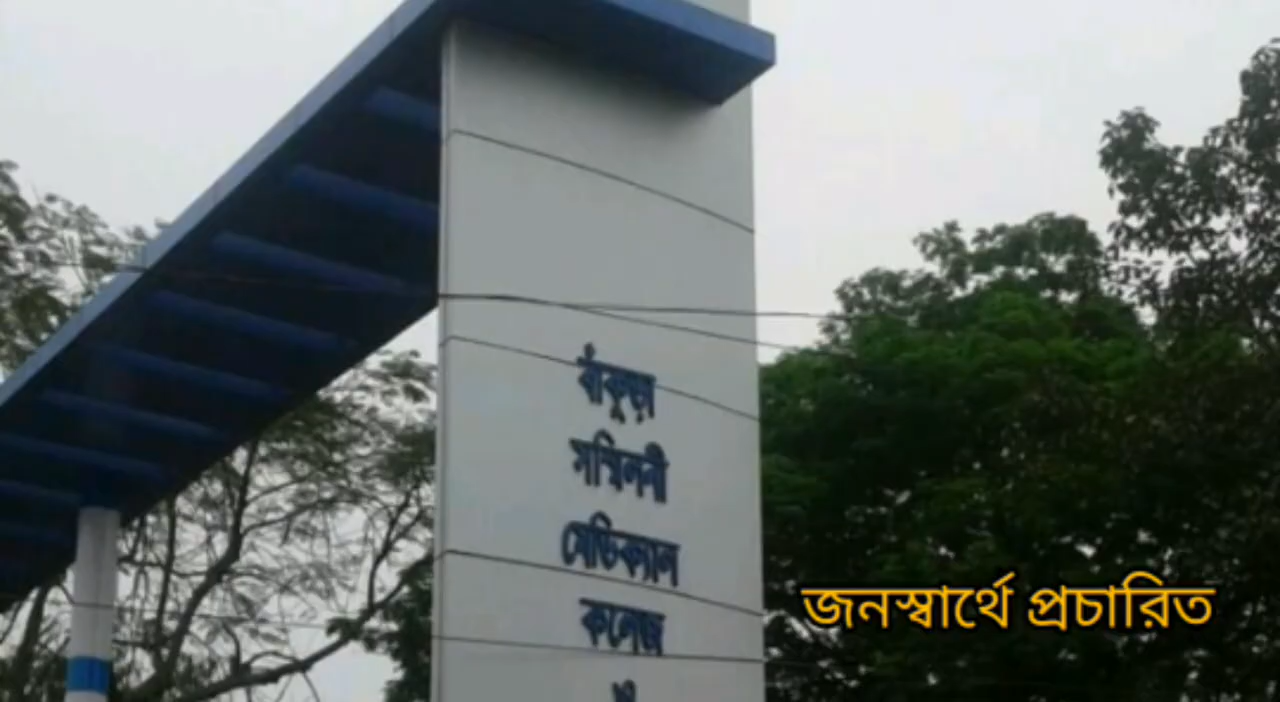 বাঁকুড়া
সম্মিলনী
মেডিক্যাল
কলেজ
ও
জনস্বার্থে প্রচারিত